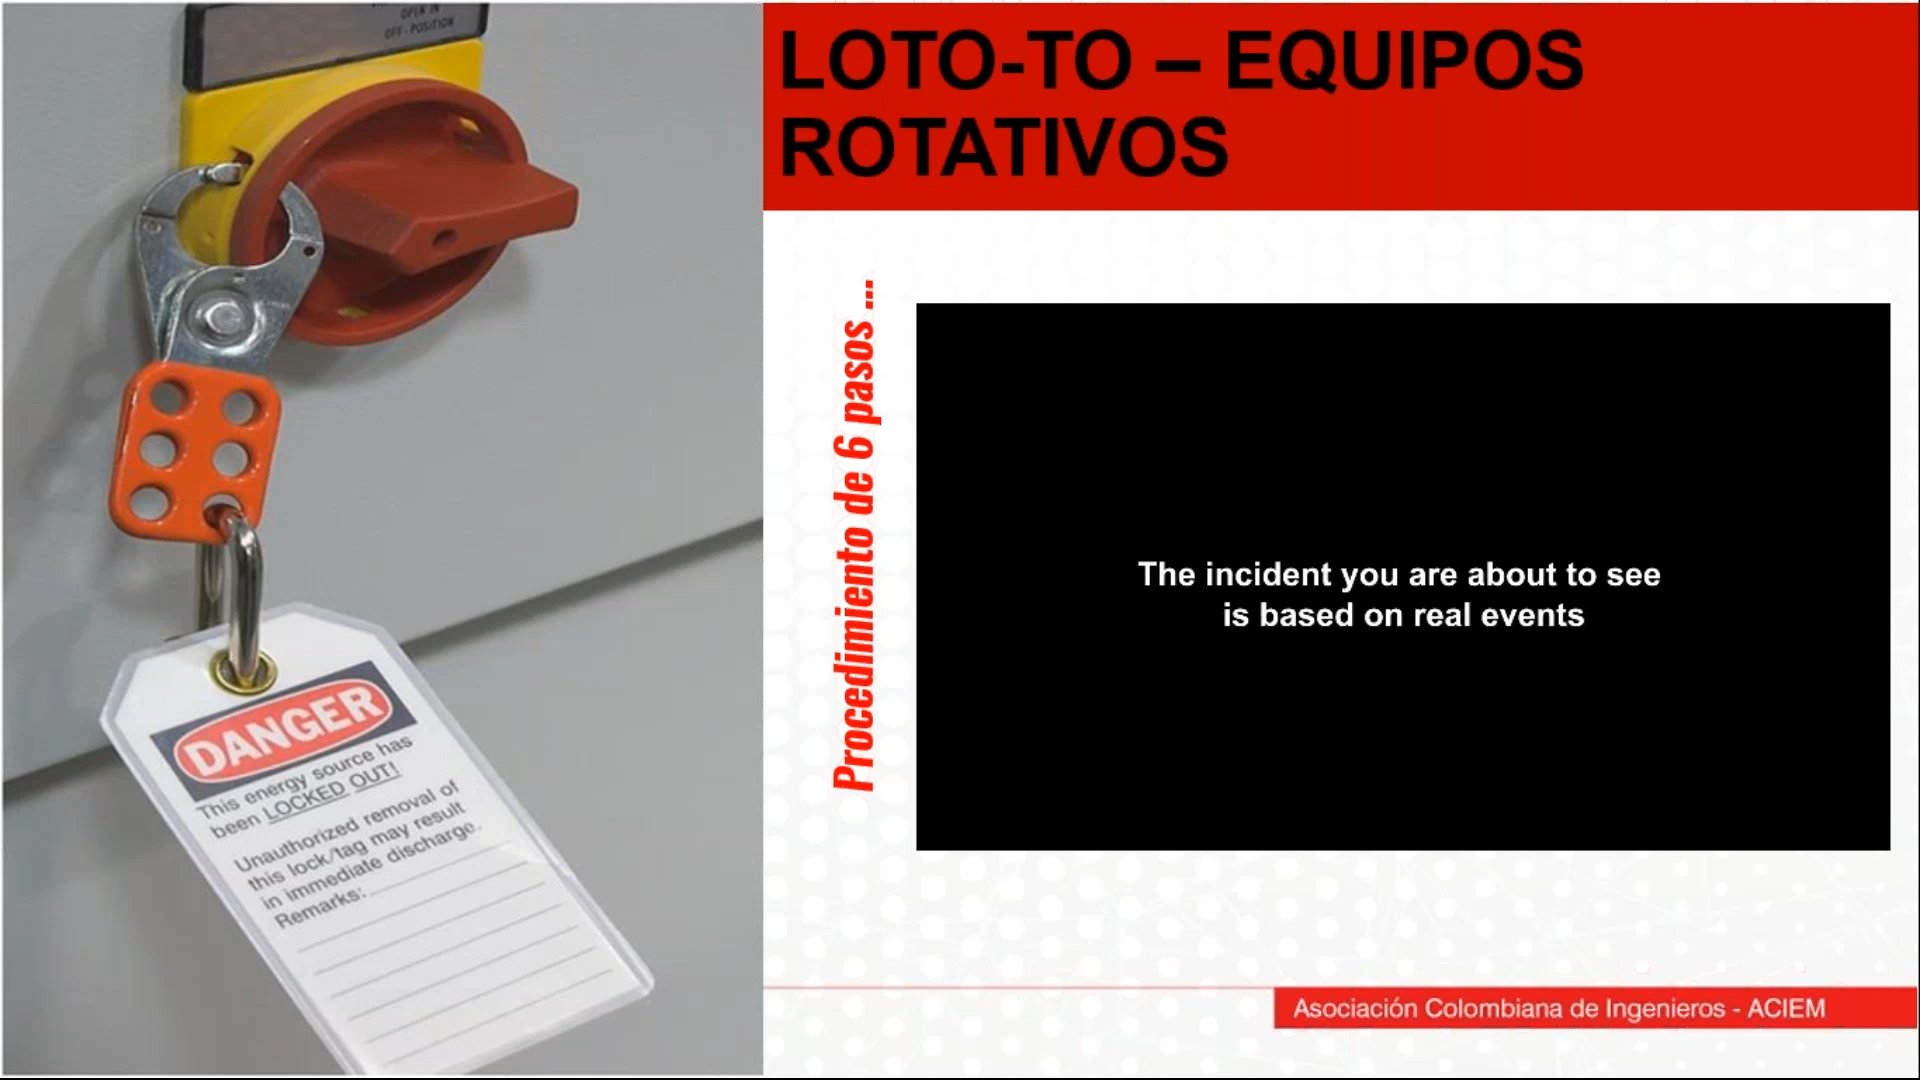 OPEN IN
OFF - POSITION
DANGER
This energy source has
been LOCKED OUT!
Unauthorized removal of
this lock/tag may result
in immediate discharge.
Remarks:
LOTO-TO – EQUIPOS
ROTATIVOS
Procedimiento de 6 pasos ...
The incident you are about to see
is based on real events
Asociación Colombiana de Ingenieros - ACIEM